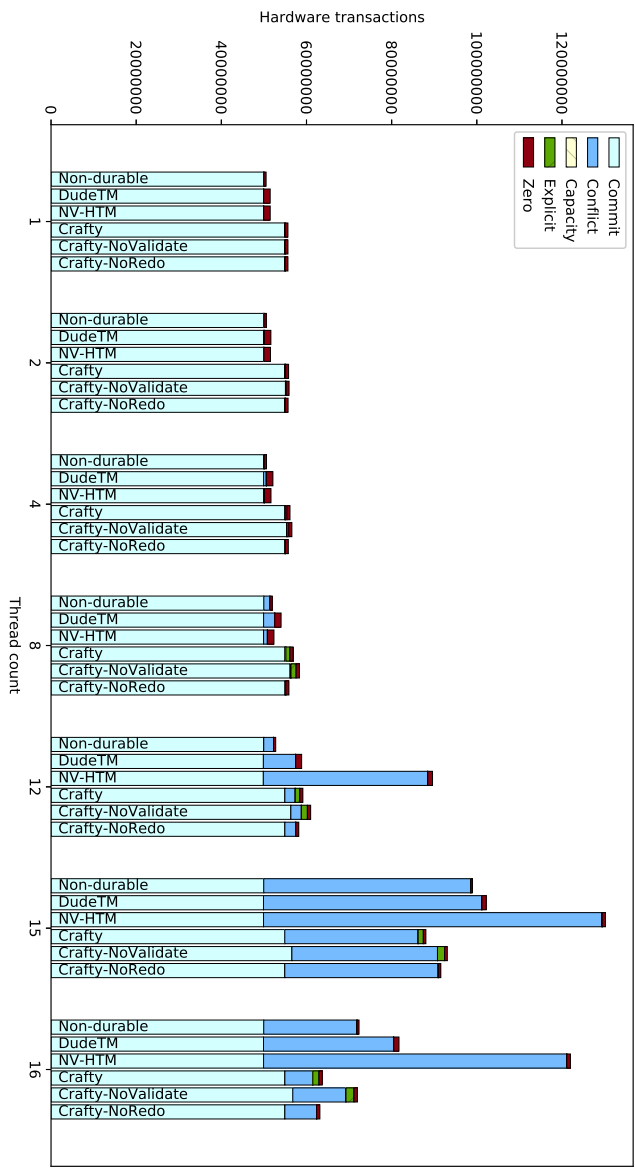 Hardware transactions
0
20000000
40000000
60000000
80000000
100000000
120000000
Commit
Conflict
Capacity
Explicit
Zero
Non-durable
DudeTM
NV-HTM
Crafty
Crafty-NoValidate
Crafty-NoRedo
1
Non-durable
DudeTM
NV-HTM
Crafty
Crafty-NoValidate
Crafty-NoRedo
2
Non-durable
DudeTM
NV-HTM
Crafty
Crafty-NoValidate
Crafty-NoRedo
4
Non-durable
DudeTM
NV-HTM
Crafty
Crafty-NoValidate
Crafty-NoRedo
8
Non-durable
DudeTM
NV-HTM
Crafty
Crafty-NoValidate
Crafty-NoRedo
12
Non-durable
DudeTM
NV-HTM
Crafty
Crafty-NoValidate
Crafty-NoRedo
15
Non-durable
DudeTM
NV-HTM
Crafty
Crafty-NoValidate
Crafty-NoRedo
16
Thread count